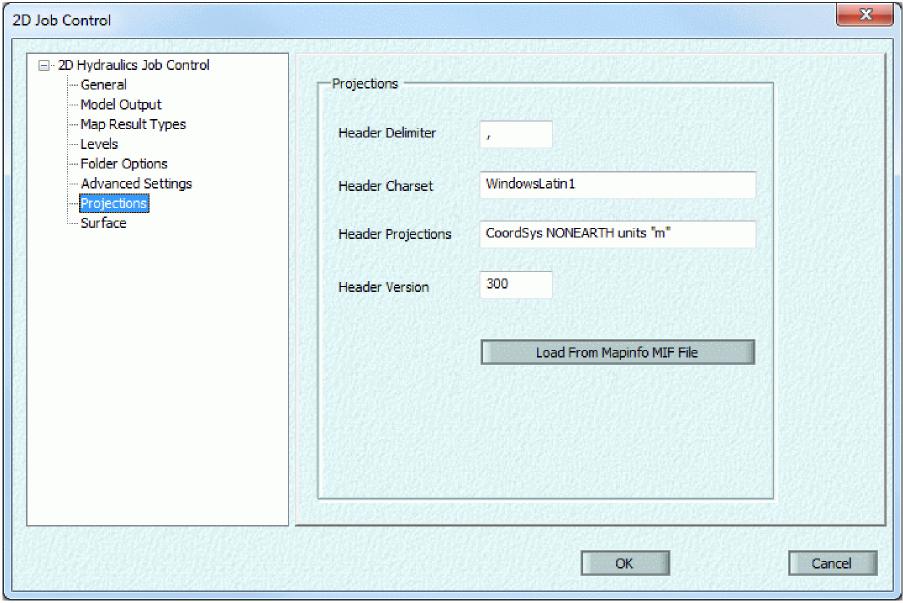 2D Job Control
2D Hydraulics Job Control
General
Model Output
Map Result Types
Levels
Folder Options
Advanced Settings
Projections
Surface
Projections
Header Delimiter ,
Header Charset WindowsLatin1
Header Projections CoordSys NONEARTH units "m"
Header Version 300
Load From Mapinfo MIF File
OK Cancel